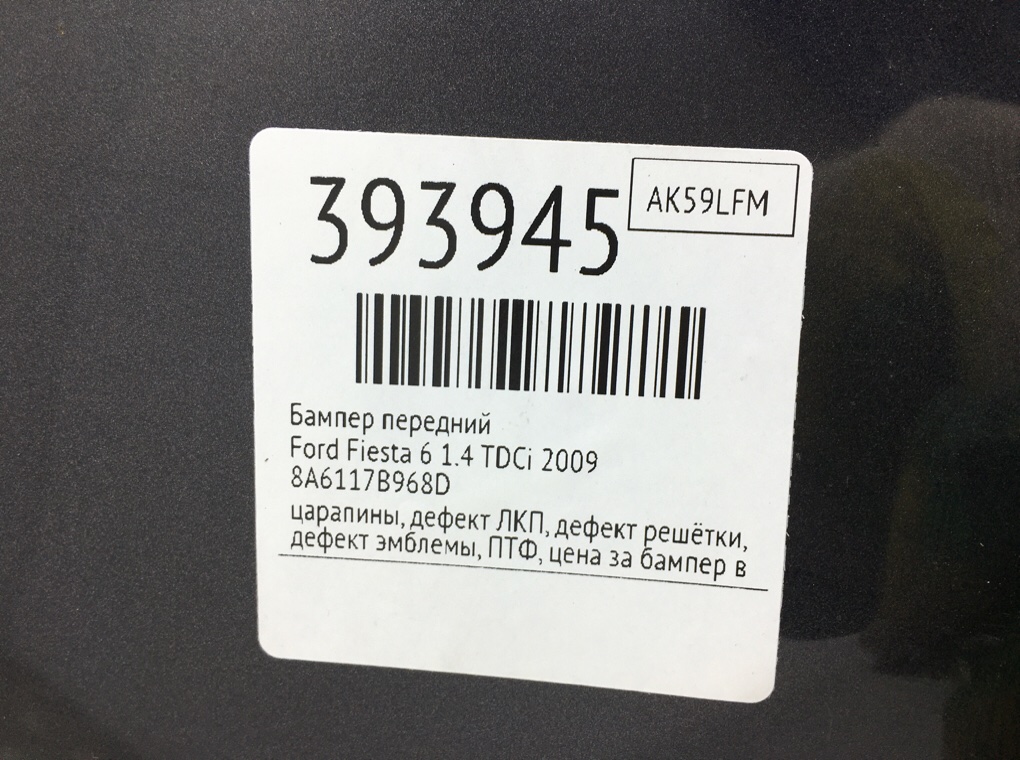 393945
AK59LFM
Бампер передний
Ford Fiesta 6 1.4 TDCi 2009
8A6117B968D
царапины, дефект ЛКП, дефект решётки,
дефект эмблемы, ПТФ, цена за бампер в